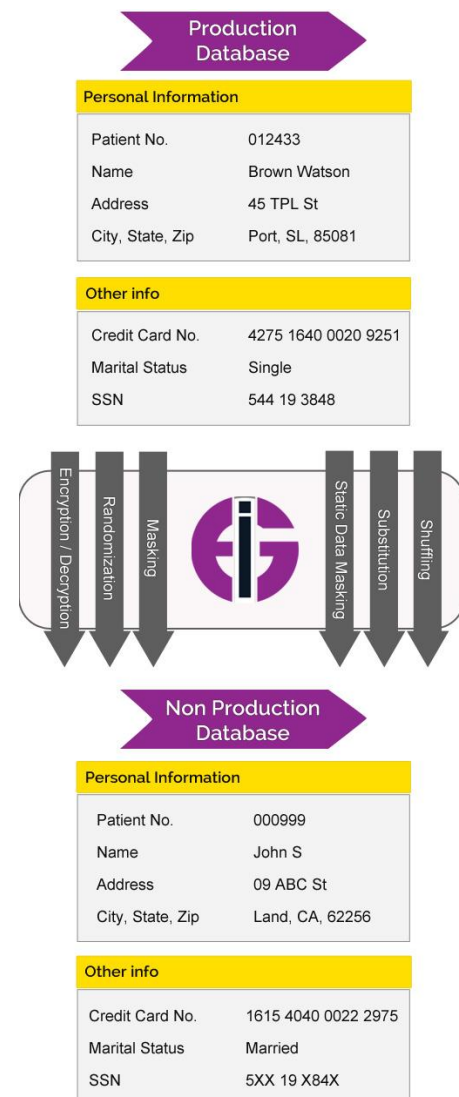 Production
Database
Personal Information
Patient No. 012433
Name Brown Watson
Address 45 TPL St
City, State, Zip Port, SL, 85081
Other info
Credit Card No. 4275 1640 0020 9251
Marital Status Single
SSN 544 19 3848
Encryption / Decryption
Randomization
Masking
Static Data Masking
Substitution
Shuffling
Non Production
Database
Personal Information
Patient No. 000999
Name John S
Address 09 ABC St
City, State, Zip Land, CA, 62256
Other info
Credit Card No. 1615 4040 0022 2975
Marital Status Married
SSN 5XX 19 X84X